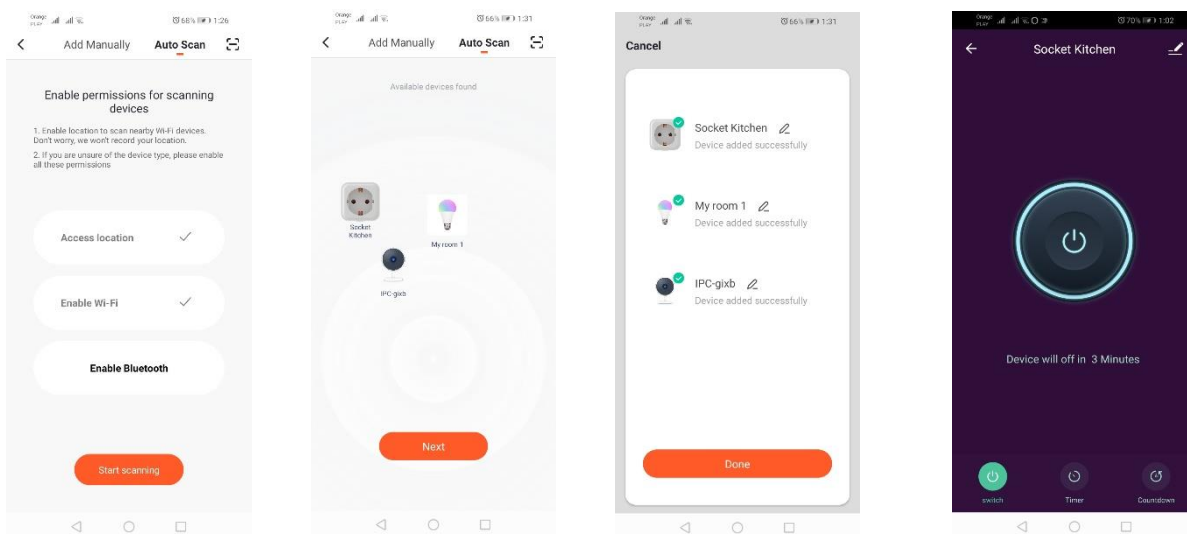 Orange
PLAY
68% 1:26
Add Manually Auto Scan
Enable permissions for scanning
devices
1. Enable location to scan nearby Wi-Fi devices.
Don't worry, we won't record your location.
2. If you are unsure of the device type, please enable
all these permissions
Access location
Enable Wi-Fi
Enable Bluetooth
Start scanning
Orange
PLAY
66% 1:31
Add Manually Auto Scan
Available devices found
Socket
Kitchen
My room 1
IPC-gixb
Next
Orange
PLAY
66% 1:31
Cancel
Socket Kitchen
Device added successfully
My room 1
Device added successfully
IPC-gixb
Device added successfully
Done
Orange
PLAY
70% 1:02
Socket Kitchen
Device will off in 3 Minutes
switch Timer Countdown